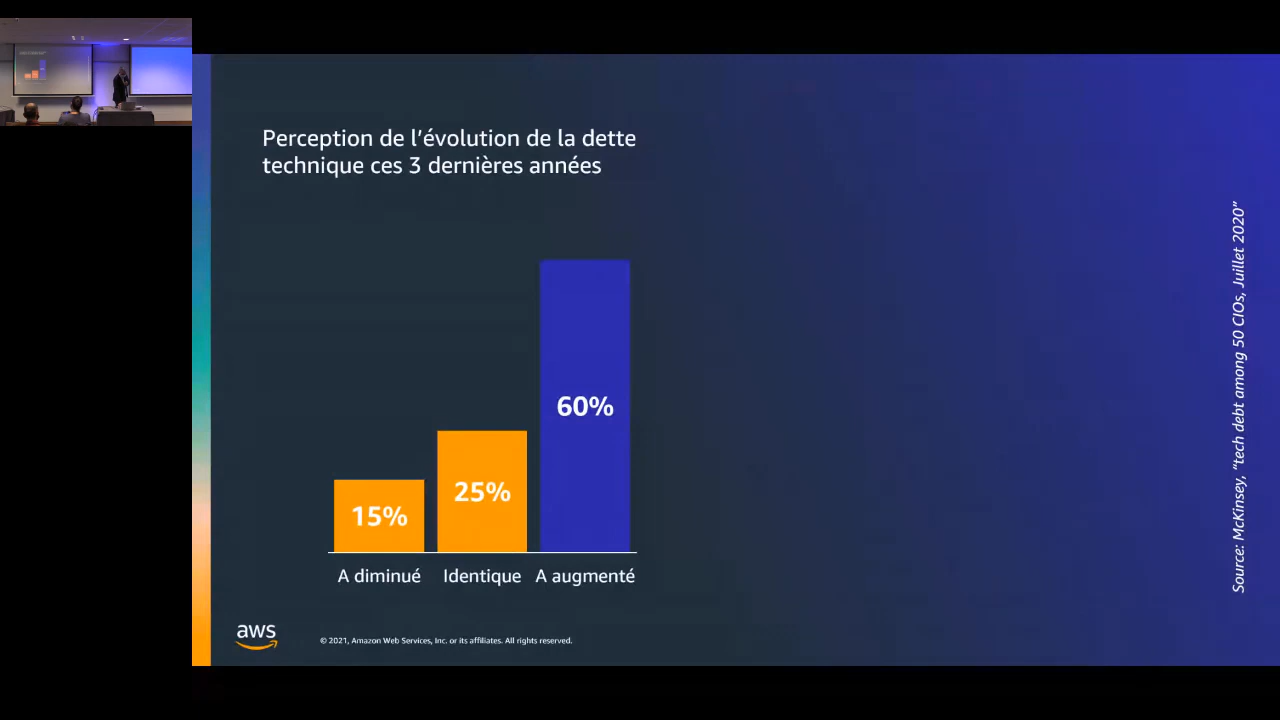 Perception de l'évolution de la dette
technique ces 3 dernières années
60%
25%
15%
A diminué
Identique
A augmenté
aws
© 2021, Amazon Web Services, Inc. or its affiliates. All rights reserved.
Source: McKinsey, "tech debt among 50 CIOs, Juillet 2020"